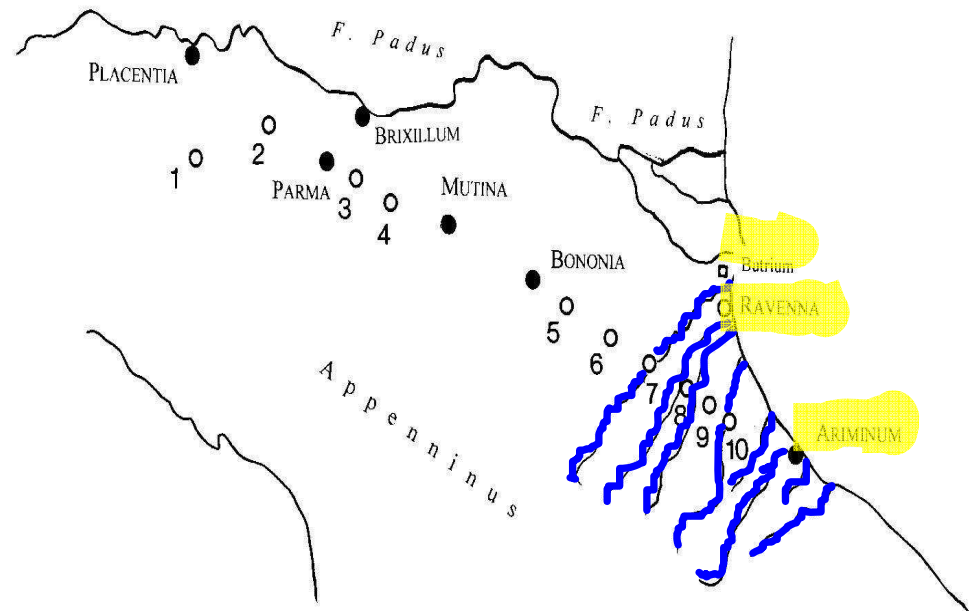 F. Padus
PLACENTIA
F. Padus
BRIXILLUM
2
1
PARMA
MUTINA
3
4
BONONIA
Butrium
RAVENNA
5
6
7
8
9
10
ARIMINUM
Appenninus